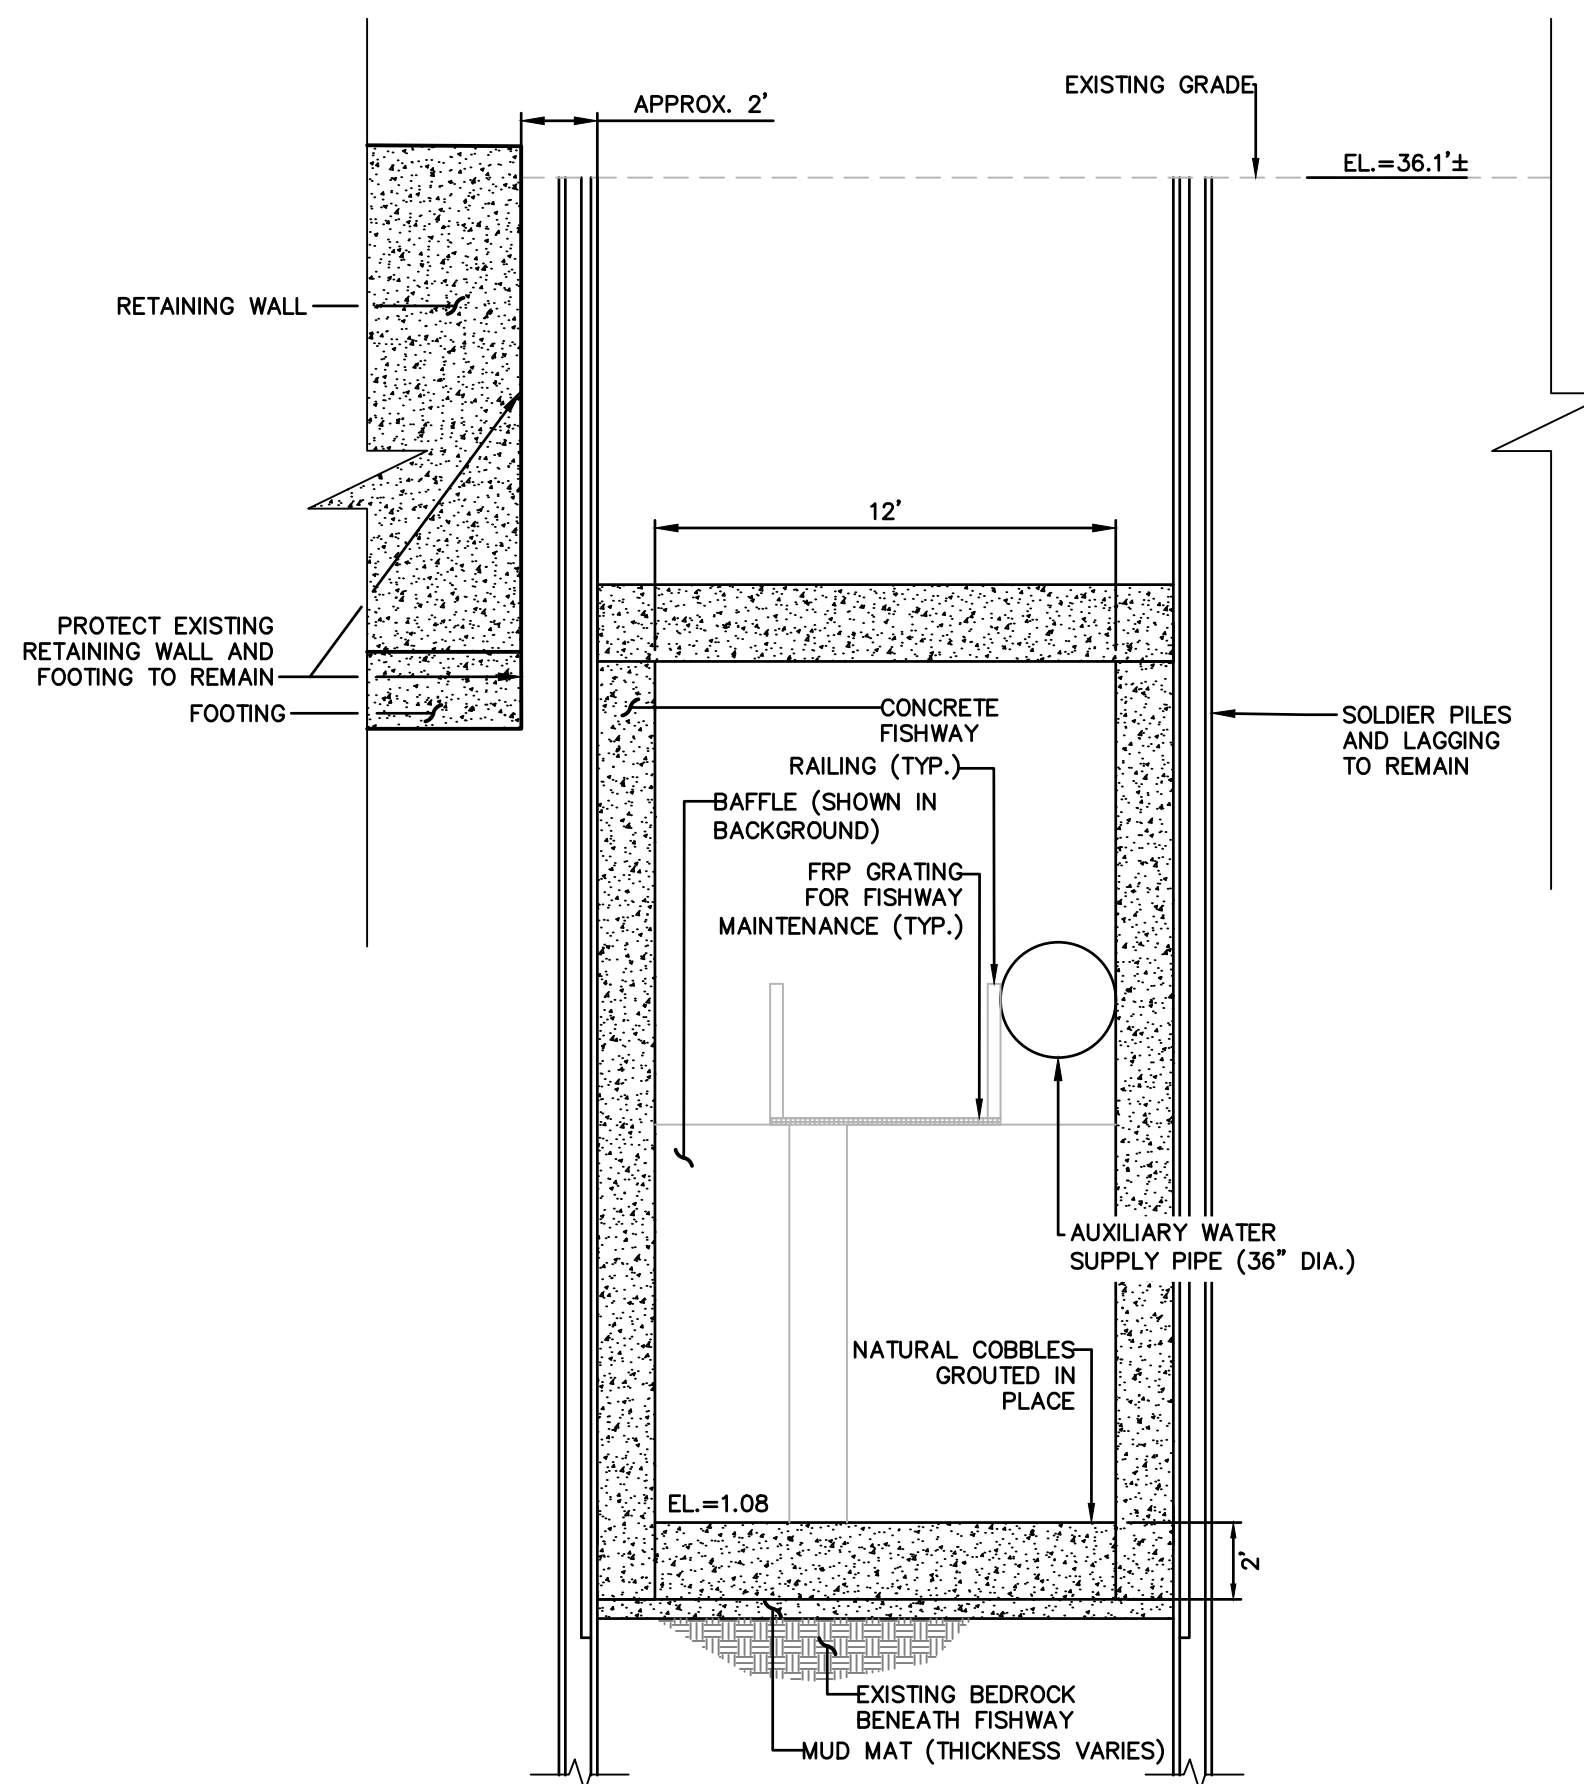 EXISTING GRADE
APPROX. 2'
EL.=36.1'±
RETAINING WALL
12'
PROTECT EXISTING
RETAINING WALL AND
FOOTING TO REMAIN
FOOTING
CONCRETE
FISHWAY
SOLDIER PILES
AND LAGGING
TO REMAIN
RAILING (TYP.)
BAFFLE (SHOWN IN
BACKGROUND)
FRP GRATING
FOR FISHWAY
MAINTENANCE (TYP.)
AUXILIARY WATER
SUPPLY PIPE (36" DIA.)
NATURAL COBBLES
GROUTED IN
PLACE
EL.=1.08
2'
EXISTING BEDROCK
BENEATH FISHWAY
MUD MAT (THICKNESS VARIES)